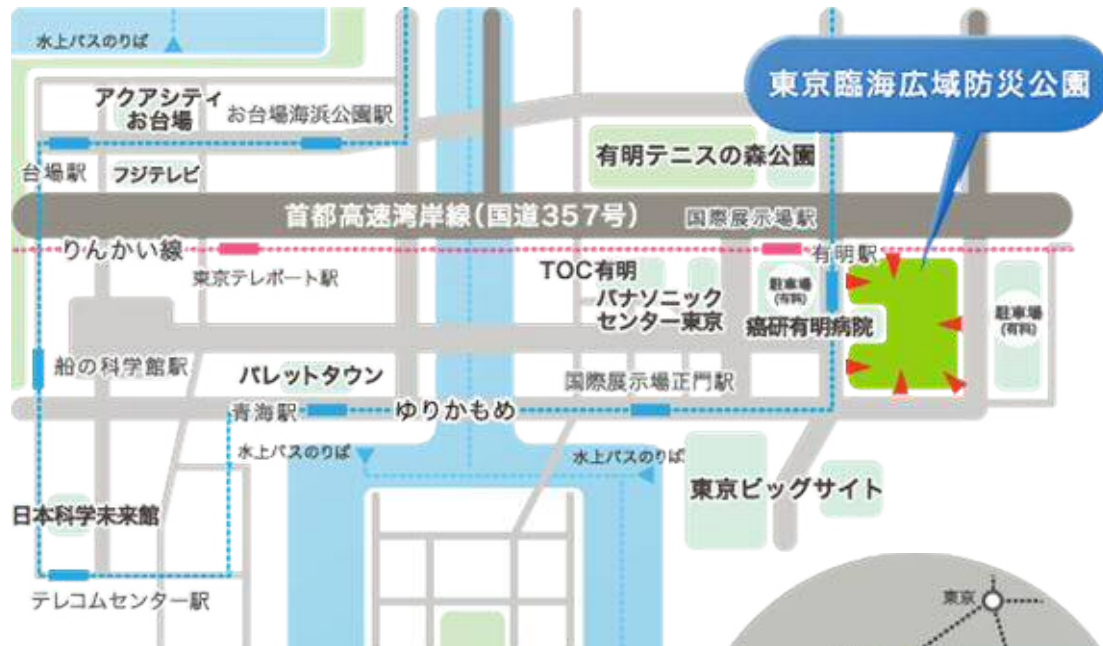 水上バスのりば
東京臨海広域防災公園
アクアシティ
お台場
お台場海浜公園駅
有明テニスの森公園
台場駅
フジテレビ
首都高速湾岸線(国道357号)
国際展示場駅
りんかい線
有明駅
東京テレポート駅
TOC有明
パナソニック
センター東京
駐車場
(有料)
癌研有明病院
駐車場
(有料)
船の科学館駅
パレットタウン
国際展示場正門駅
青海駅
ゆりかもめ
水上バスのりば
水上バスのりば
東京ビッグサイト
日本科学未来館
テレコムセンター駅
東京